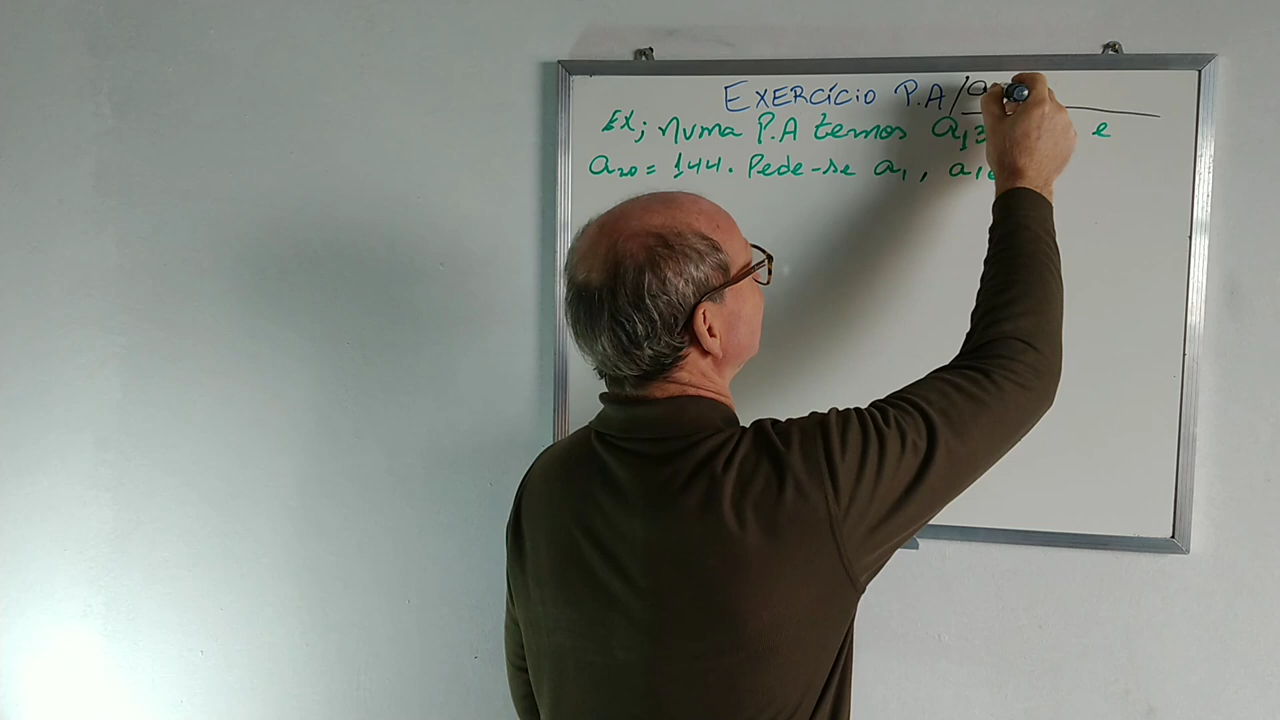 EXERCÍCIO P.A/a
Ex; numa P.A temos a₁₃ e
a₂₀ = 144. Pede-se a₁, a₁